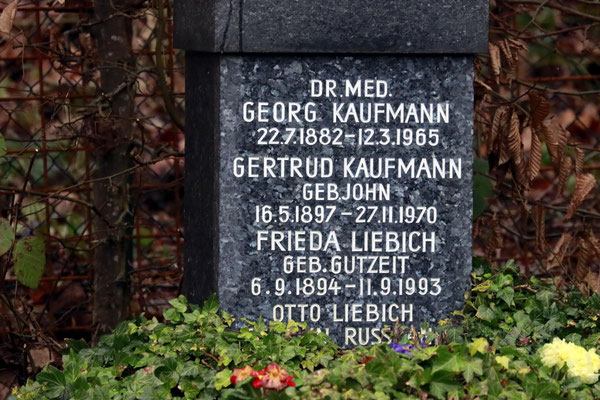 DR. MED.
GEORG KAUFMANN
22.7.1882 – 12.3.1965
GERTRUD KAUFMANN
GEB.JOHN
16.5.1897 – 27.11.1970
FRIEDA LIEBICH
GEB. GUTZEIT
6.9.1894 – 11.9.1993
OTTO LIEBICH